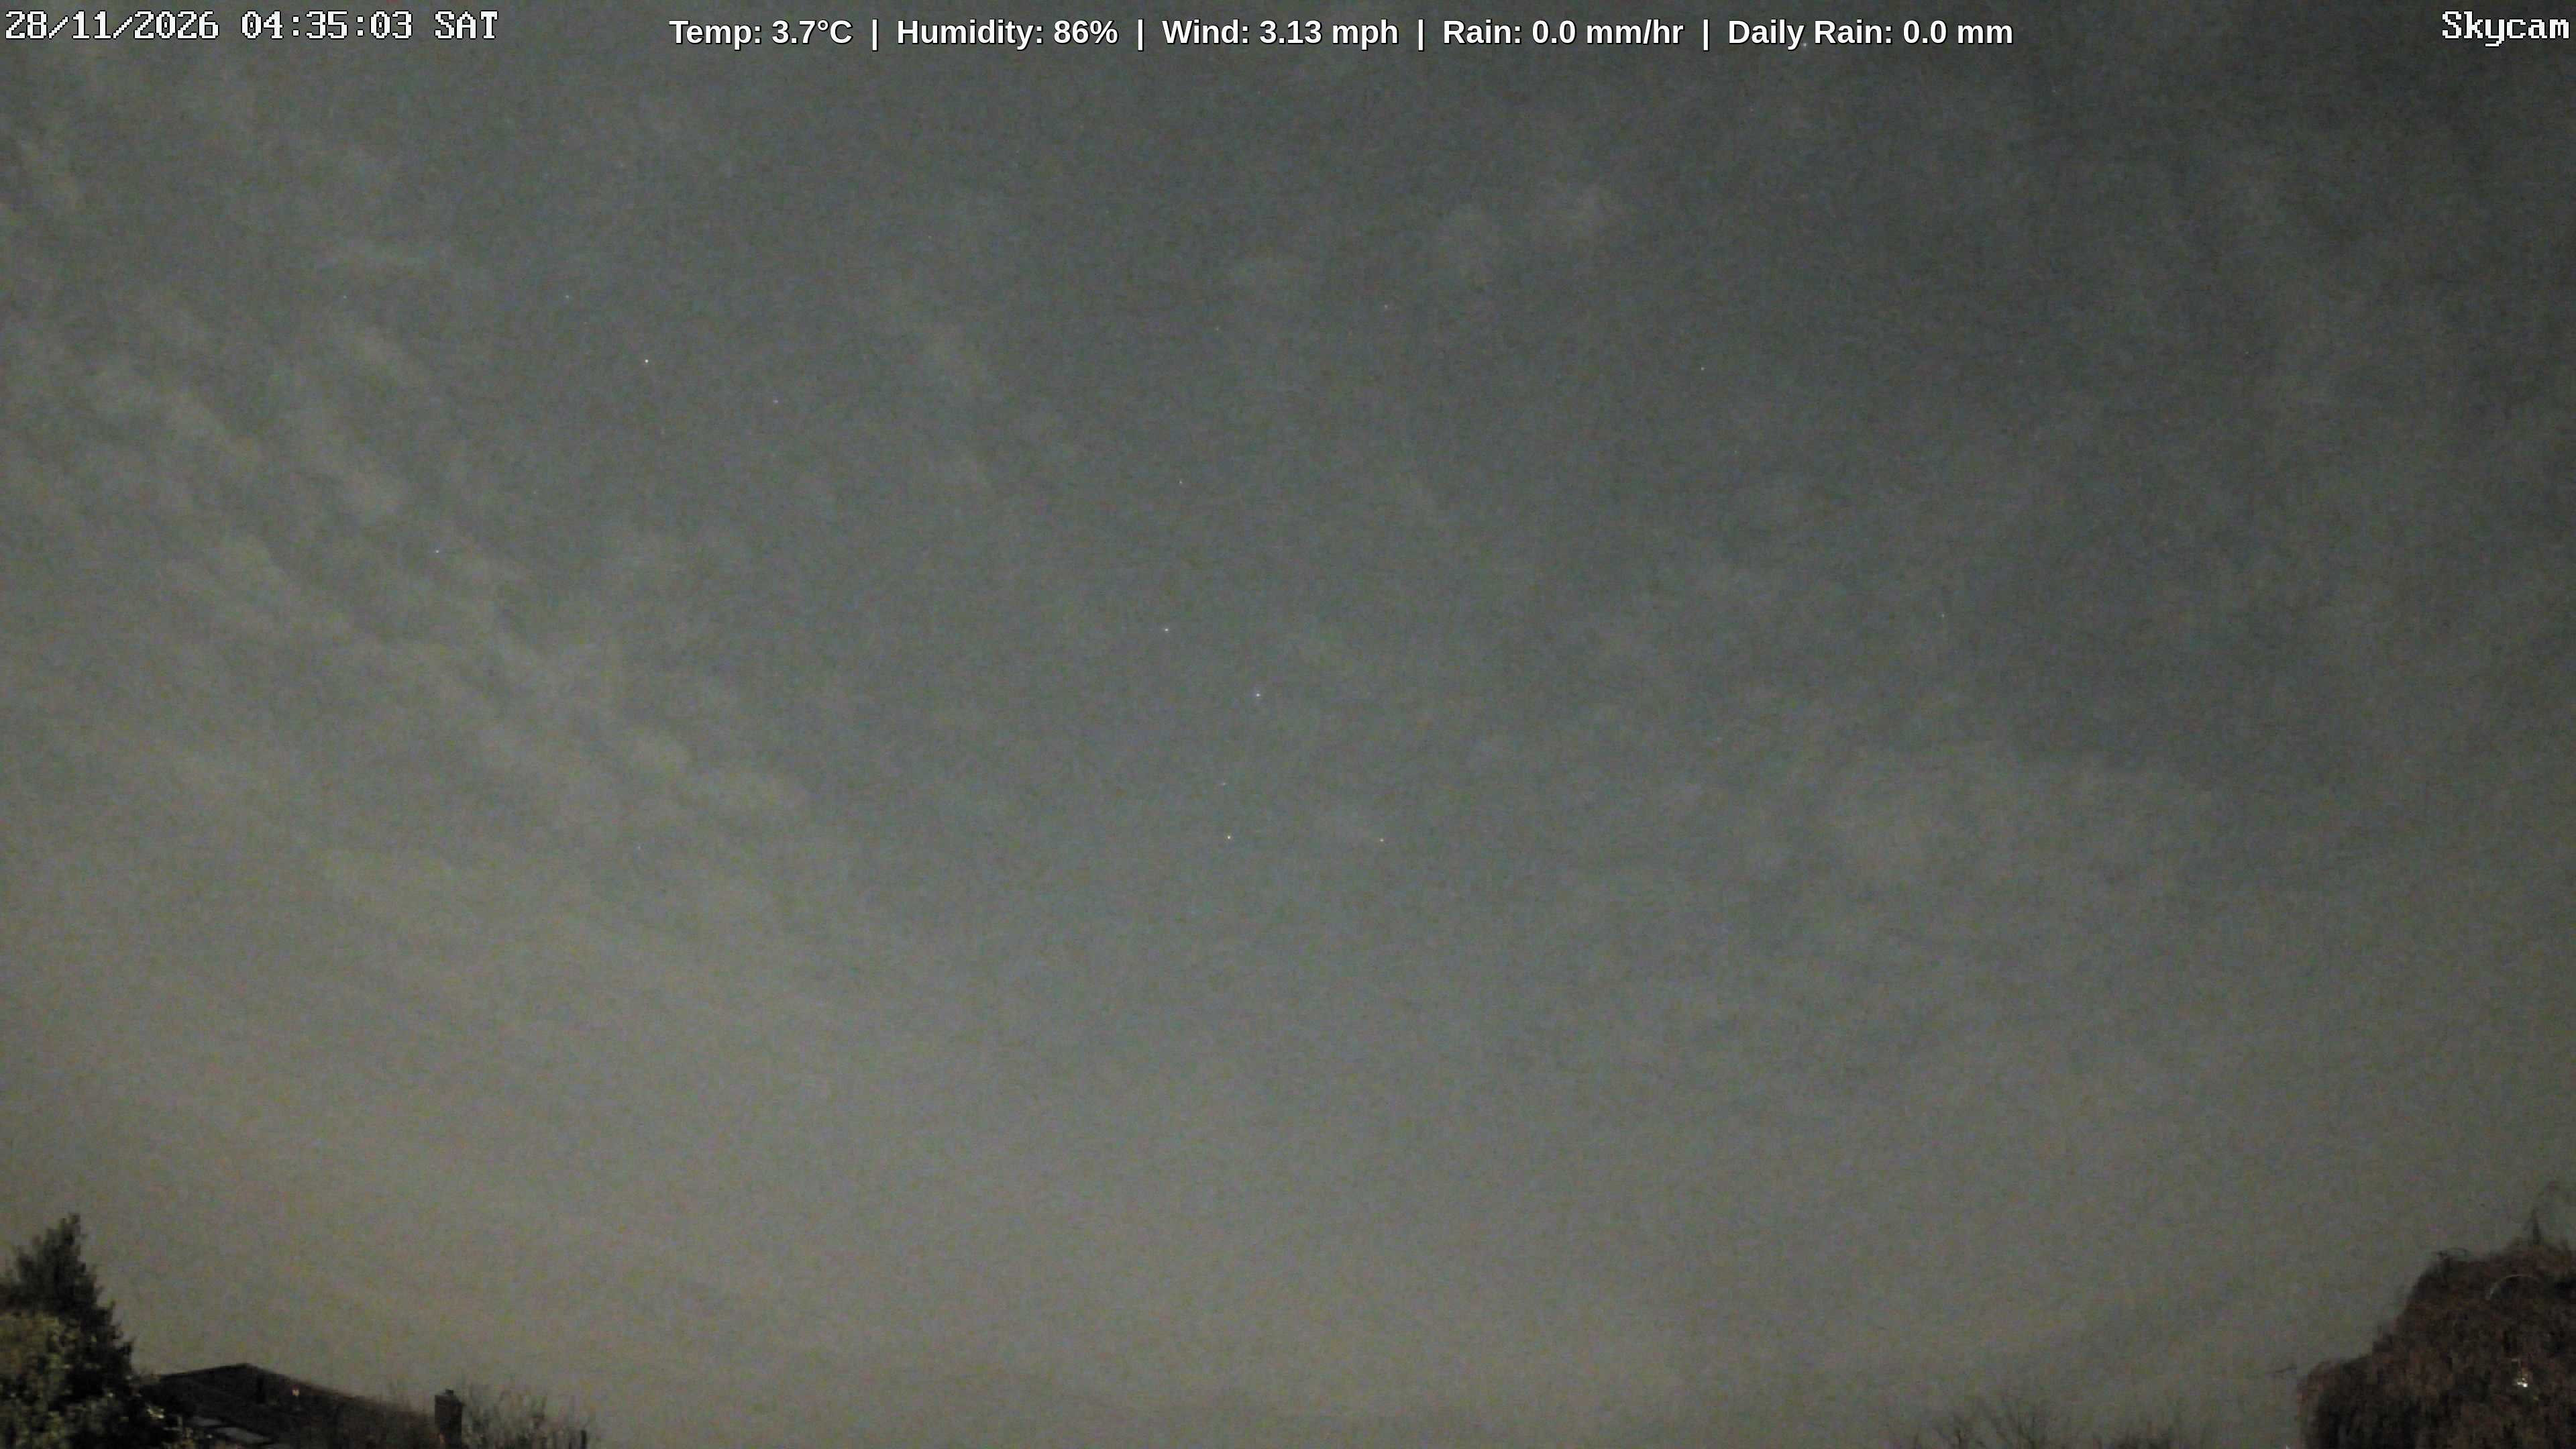 28/11/2026 04:35:03 SAT
Temp: 3.7°C | Humidity: 86% | Wind: 3.13 mph | Rain: 0.0 mm/hr | Daily Rain: 0.0 mm
Skycam